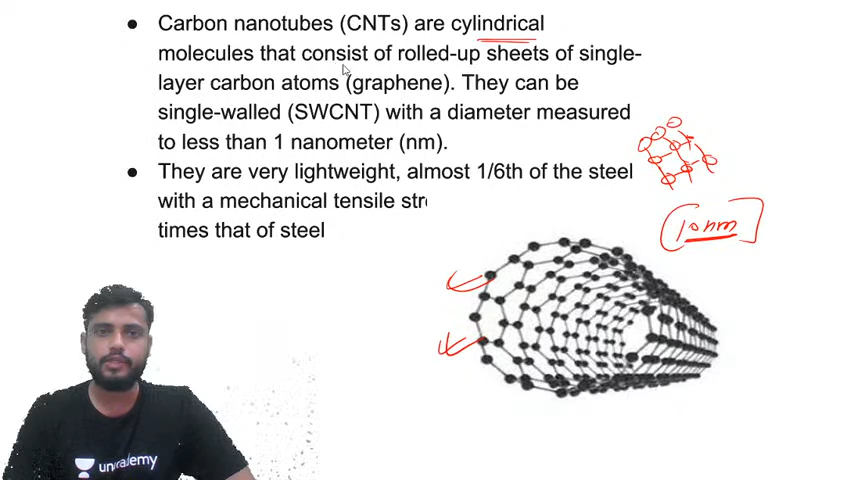 ● Carbon nanotubes (CNTs) are cylindrical
molecules that consist of rolled-up sheets of single-
layer carbon atoms (graphene). They can be
single-walled (SWCNT) with a diameter measured
to less than 1 nanometer (nm).
● They are very lightweight, almost 1/6th of the steel
with a mechanical tensile
times that of steel
10nm
unacademy